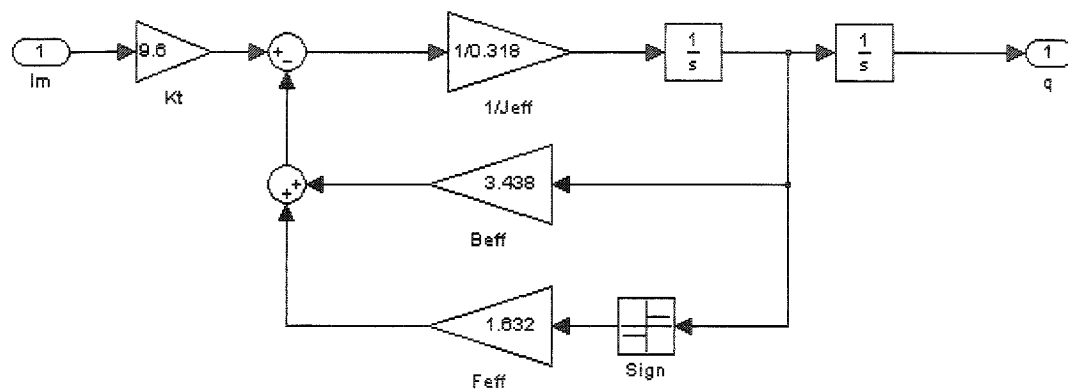 1
Im
9.6
Kt
+
−
1/0.318
1/Jeff
1
s
1
s
1
q
+
+
3.438
Beff
1.632
Feff
Sign